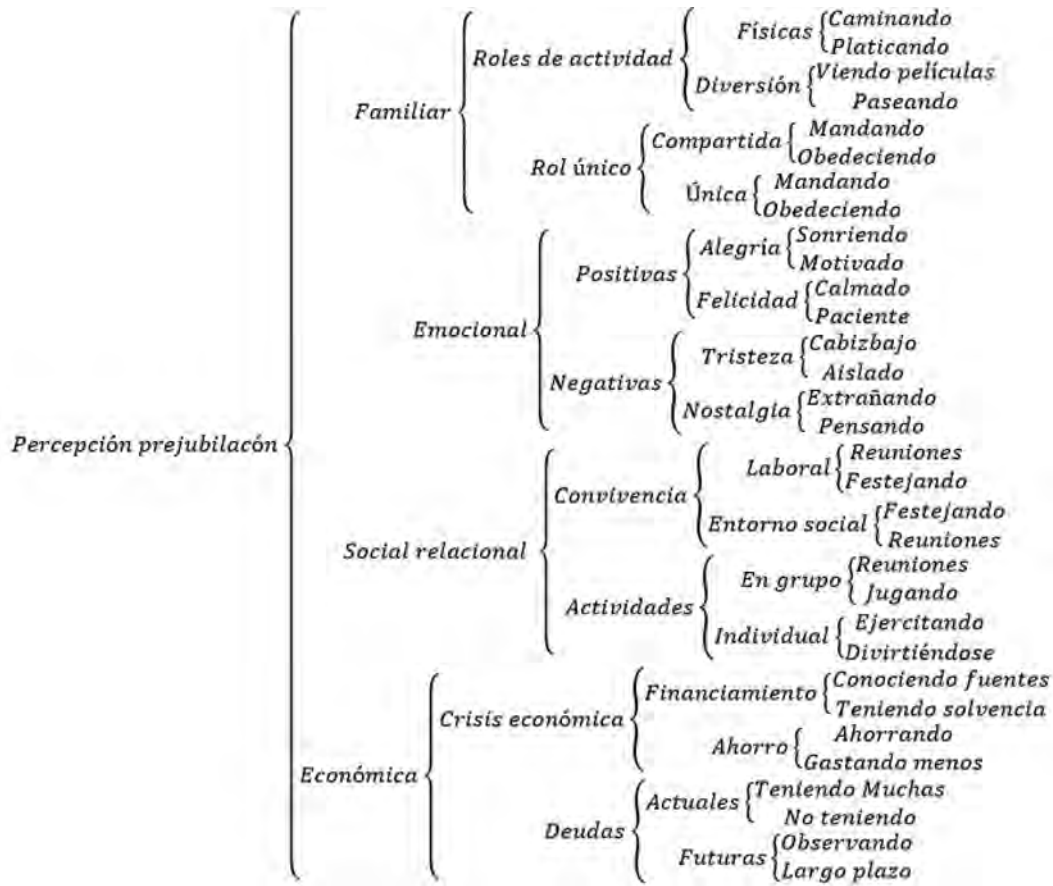 Percepción prejubilacón
Familiar
Roles de actividad
Físicas
Caminando
Platicando
Diversión
Viendo películas
Paseando
Rol único
Compartida
Mandando
Obedeciendo
Única
Mandando
Obedeciendo
Emocional
Positivas
Alegría
Sonriendo
Motivado
Felicidad
Calmado
Paciente
Negativas
Tristeza
Cabizbajo
Aislado
Nostalgia
Extrañando
Pensando
Social relacional
Convivencia
Laboral
Reuniones
Festejando
Entorno social
Festejando
Reuniones
Actividades
En grupo
Reuniones
Jugando
Individual
Ejercitando
Divirtiéndose
Económica
Crisis económica
Financiamiento
Conociendo fuentes
Teniendo solvencia
Ahorro
Ahorrando
Gastando menos
Deudas
Actuales
Teniendo Muchas
No teniendo
Futuras
Observando
Largo plazo